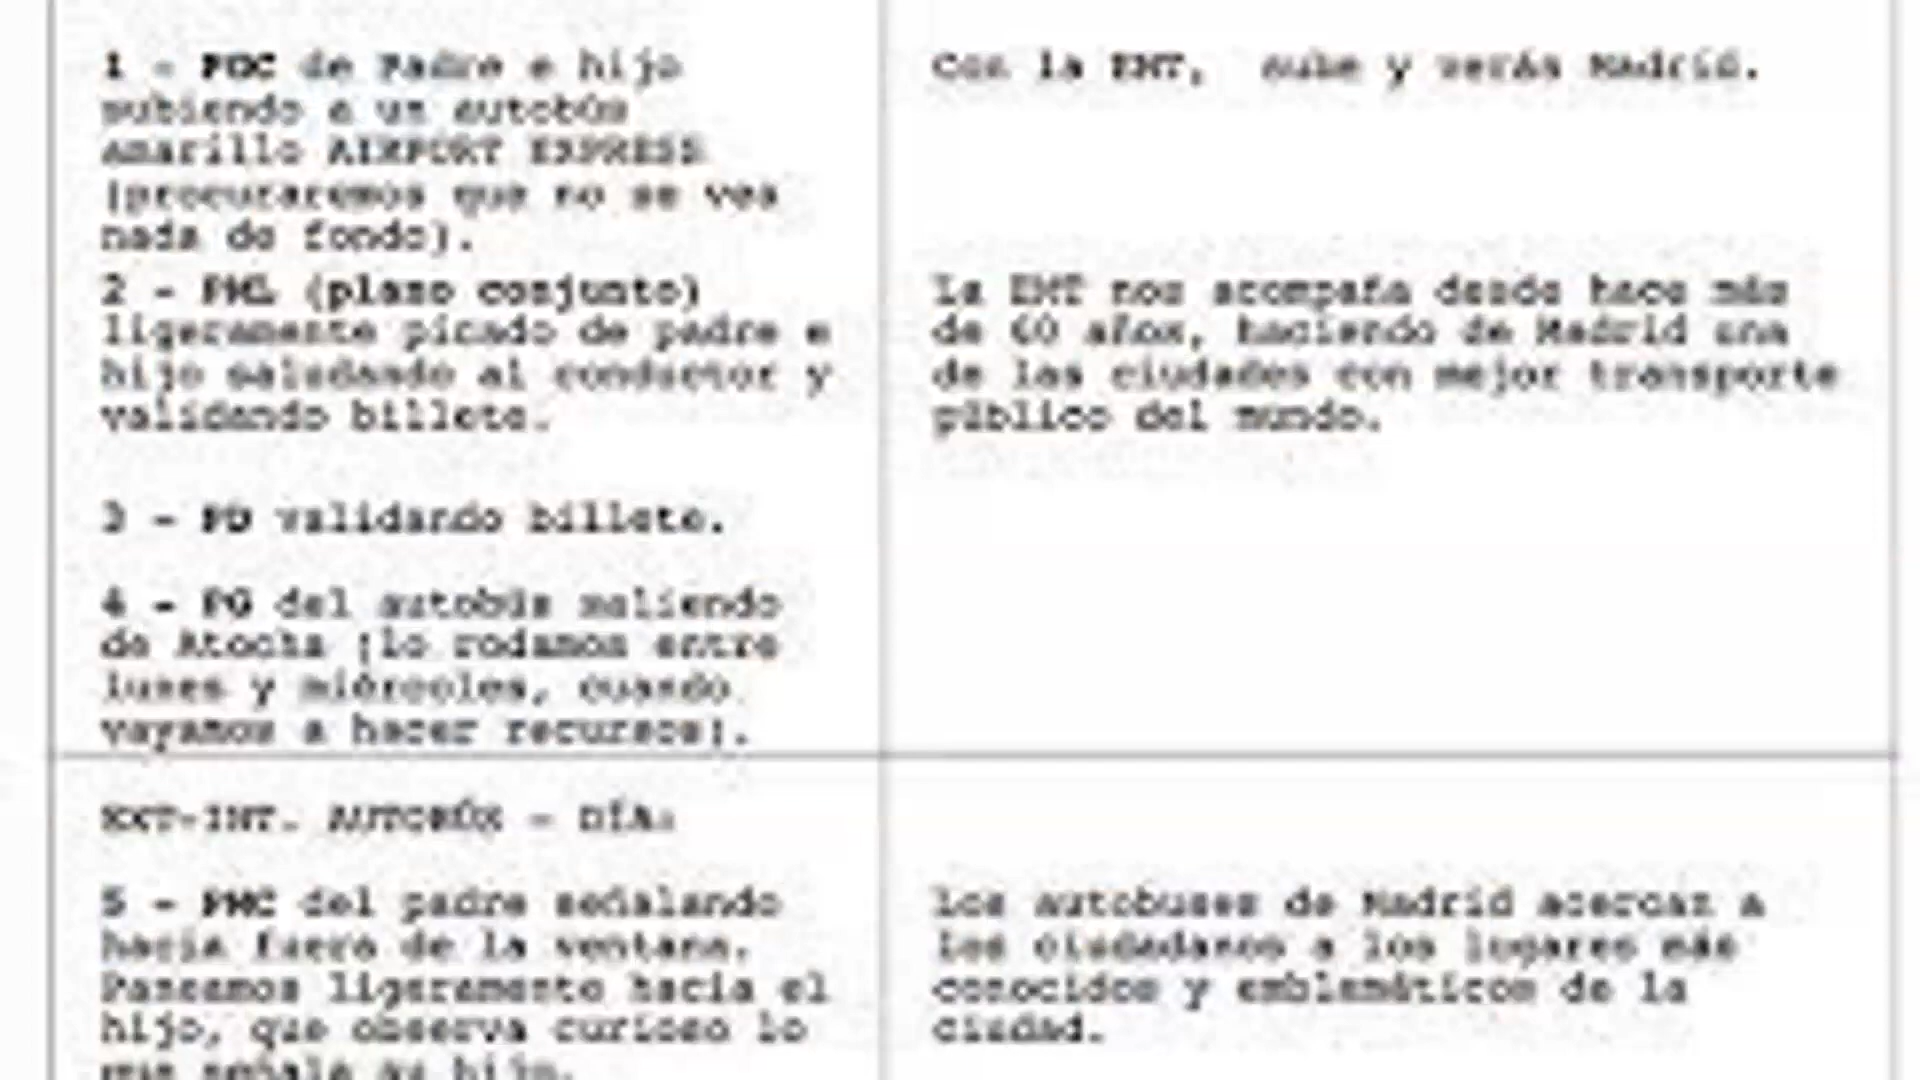 1 - PDC de Padre e hijo
subiendo a un autobús
amarillo AIRPORT EXPRESS
(procuraremos que no se vea
nada de fondo).
2 - PML (plano conjunto)
ligeramente picado de padre e
hijo saludando al conductor y
validando billete.
3 - PD validando billete.
4 - PG del autobús saliendo
de Atocha (lo rodamos entre
lunes y miércoles, cuando
vayamos a hacer recursos).
Con la EMT, sube y verás Madrid.
La EMT nos acompaña desde hace más
de 60 años, haciendo de Madrid una
de las ciudades con mejor transporte
público del mundo.
EXT-INT. AUTOBÚS - DÍA:
5 - PMC del padre señalando
hacia fuera de la ventana.
Paneamos ligeramente hacia el
hijo, que observa curioso lo
que señala su hijo.
Los autobuses de Madrid acercan a
los ciudadanos a los lugares más
conocidos y emblemáticos de la
ciudad.